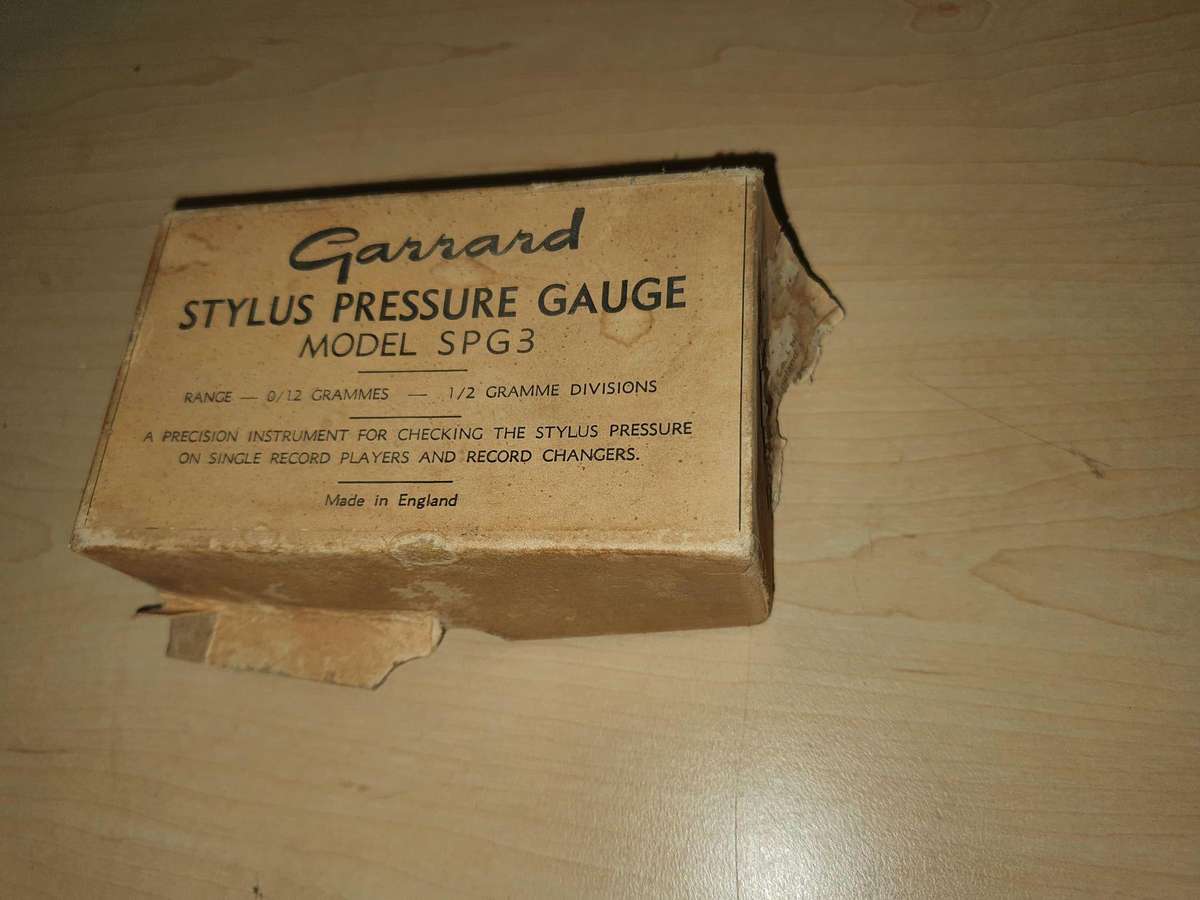 Garrard
STYLUS PRESSURE GAUGE
MODEL SPG3
RANGE — 0/12 GRAMMES — 1/2 GRAMME DIVISIONS
A PRECISION INSTRUMENT FOR CHECKING THE STYLUS PRESSURE
ON SINGLE RECORD PLAYERS AND RECORD CHANGERS.
Made in England